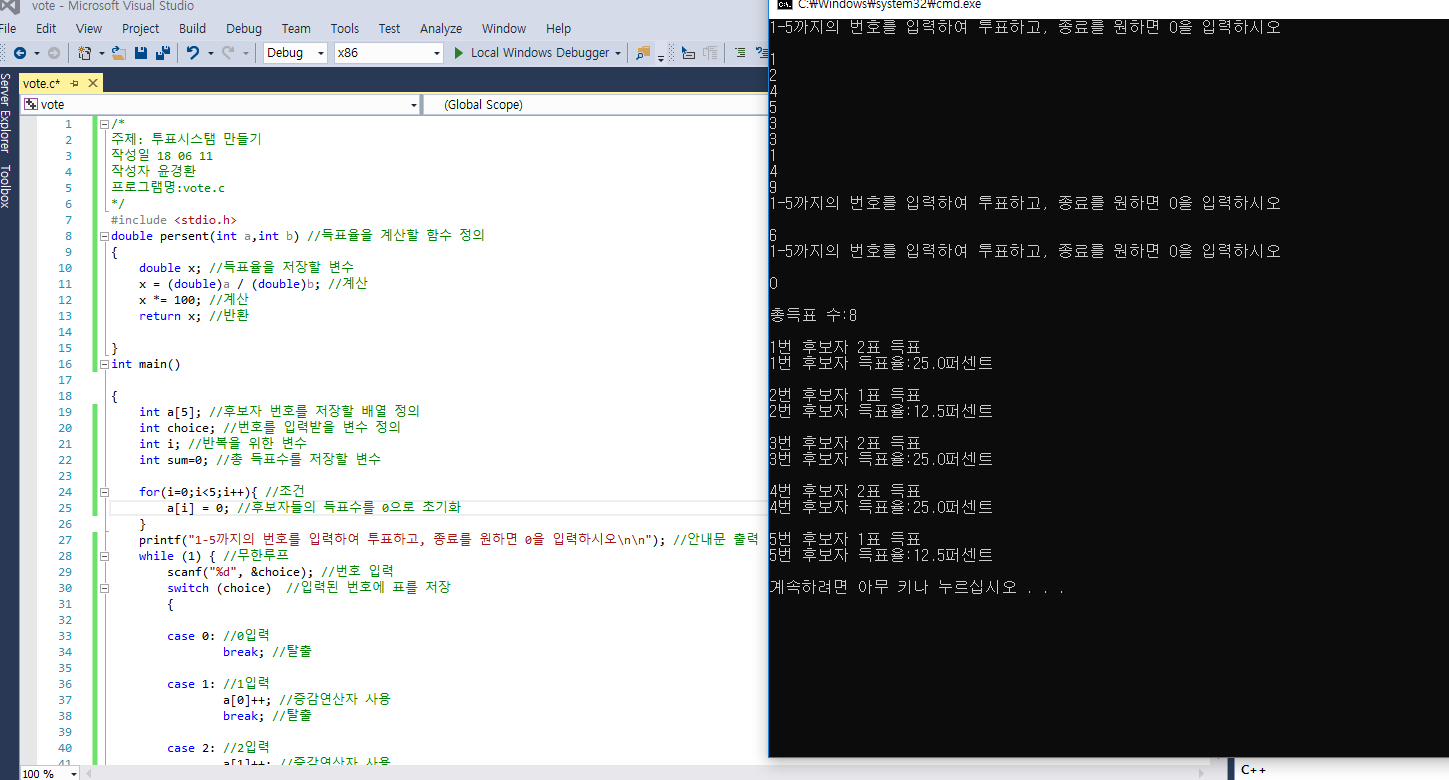 vote - Microsoft Visual Studio
File Edit View Project Build Debug Team Tools Test Analyze Window Help
Debug x86 Local Windows Debugger
Server Explorer
Toolbox
vote.c*
vote (Global Scope)
1 /*
2 주제: 투표시스탬 만들기
3 작성일 18 06 11
4 작성자 윤경환
5 프로그램명:vote.c
6 */
7 #include <stdio.h>
8 double persent(int a,int b) //득표율을 계산할 함수 정의
9 {
10 double x; //득표율을 저장할 변수
11 x = (double)a / (double)b; //계산
12 x *= 100; //계산
13 return x; //반환
14
15 }
16 int main()
17
18 {
19 int a[5]; //후보자 번호를 저장할 배열 정의
20 int choice; //번호를 입력받을 변수 정의
21 int i; //반복을 위한 변수
22 int sum=0; //총 득표수를 저장할 변수
23
24 for(i=0;i<5;i++){ //조건
25 a[i] = 0; //후보자들의 득표수를 0으로 초기화
26 }
27 printf("1-5까지의 번호를 입력하여 투표하고, 종료를 원하면 0을 입력하시오\n\n"); //안내문 출력
28 while (1) { //무한루프
29 scanf("%d", &choice); //번호 입력
30 switch (choice) //입력된 번호에 표를 저장
31 {
32
33 case 0: //0입력
34 break; //탈출
35
36 case 1: //1입력
37 a[0]++; //증감연산자 사용
38 break; //탈출
39
40 case 2: //2입력
41 a[1]++; //증감연산자 사용
100 %
C:\Windows\system32\cmd.exe
1-5까지의 번호를 입력하여 투표하고, 종료를 원하면 0을 입력하시오
1
2
4
5
3
3
1
4
9
1-5까지의 번호를 입력하여 투표하고, 종료를 원하면 0을 입력하시오
6
1-5까지의 번호를 입력하여 투표하고, 종료를 원하면 0을 입력하시오
0
총득표 수:8
1번 후보자 2표 득표
1번 후보자 득표율:25.0퍼센트
2번 후보자 1표 득표
2번 후보자 득표율:12.5퍼센트
3번 후보자 2표 득표
3번 후보자 득표율:25.0퍼센트
4번 후보자 2표 득표
4번 후보자 득표율:25.0퍼센트
5번 후보자 1표 득표
5번 후보자 득표율:12.5퍼센트
계속하려면 아무 키나 누르십시오 . . .
C++